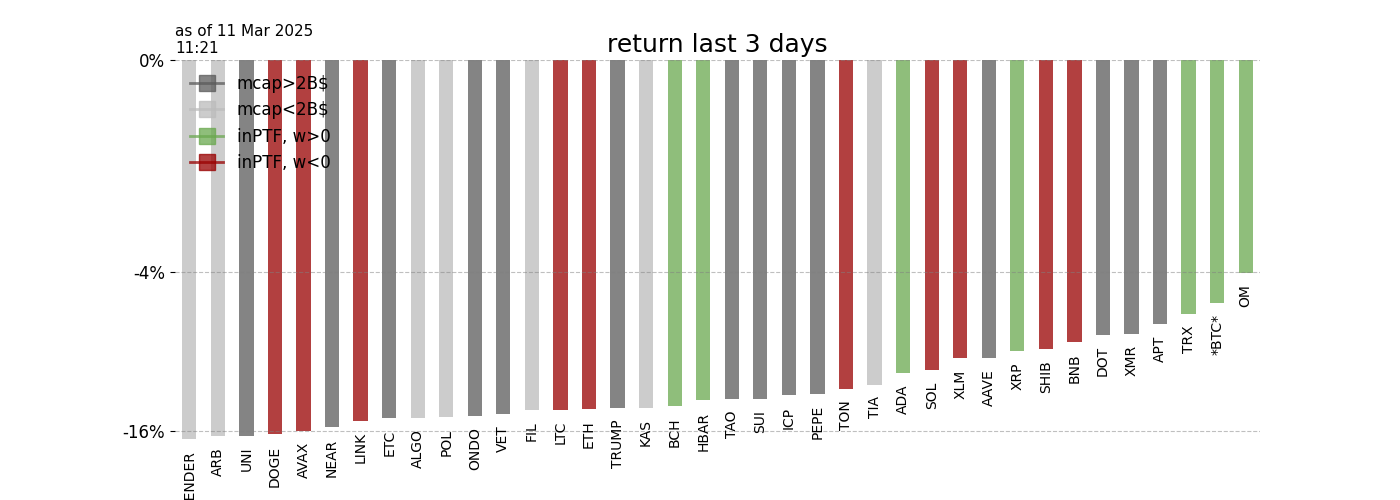 as of 11 Mar 2025
11:21
return last 3 days
0%
mcap>2B$
mcap<2B$
inPTF, w>0
inPTF, w<0
-4%
-16%
ENDER
ARB
UNI
DOGE
AVAX
NEAR
LINK
ETC
ALGO
POL
ONDO
VET
FIL
LTC
ETH
TRUMP
KAS
BCH
HBAR
TAO
SUI
ICP
PEPE
TON
TIA
ADA
SOL
XLM
AAVE
XRP
SHIB
BNB
DOT
XMR
APT
TRX
*BTC*
OM